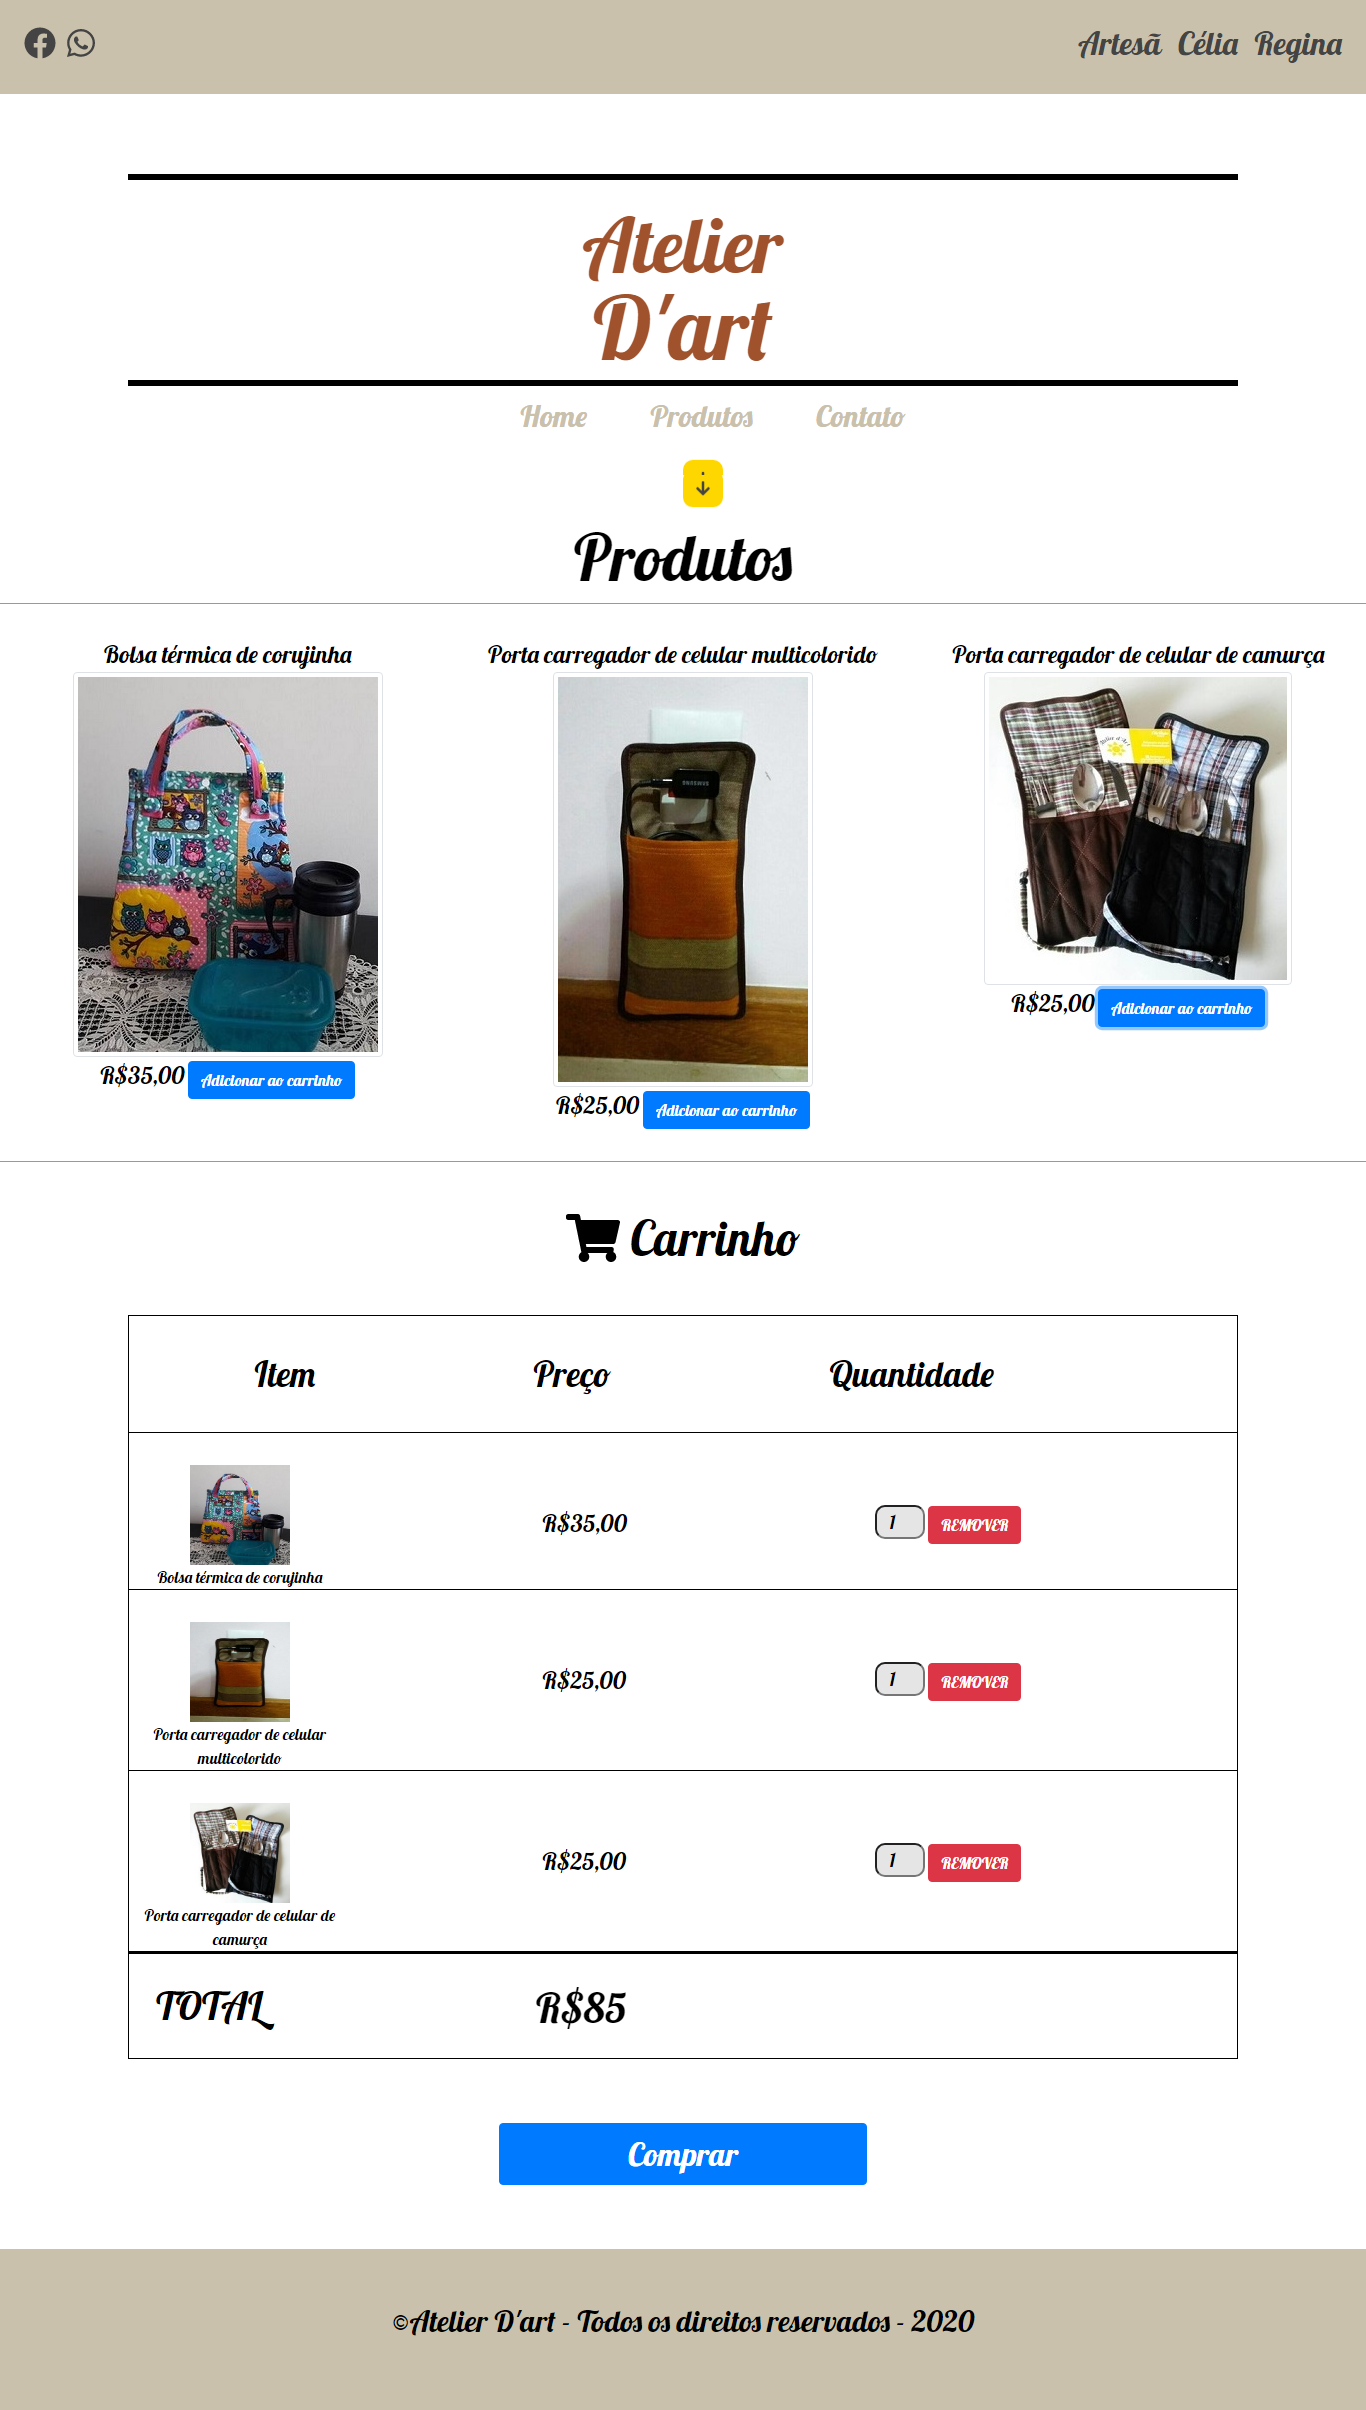 Artesã Célia Regina
Atelier
D'art
Home Produtos Contato
Produtos
Bolsa térmica de corujinha
Porta carregador de celular multicolorido
Porta carregador de celular de camurça
SAMSUNG
Atelier d'Art
R$35,00 Adicionar ao carrinho
R$25,00 Adicionar ao carrinho
R$25,00 Adicionar ao carrinho
Carrinho
Item Preço Quantidade
R$35,00 1 REMOVER
Bolsa térmica de corujinha
R$25,00 1 REMOVER
Porta carregador de celular
multicolorido
R$25,00 1 REMOVER
Porta carregador de celular de
camurça
TOTAL R$85
Comprar
©Atelier D'art - Todos os direitos reservados - 2020